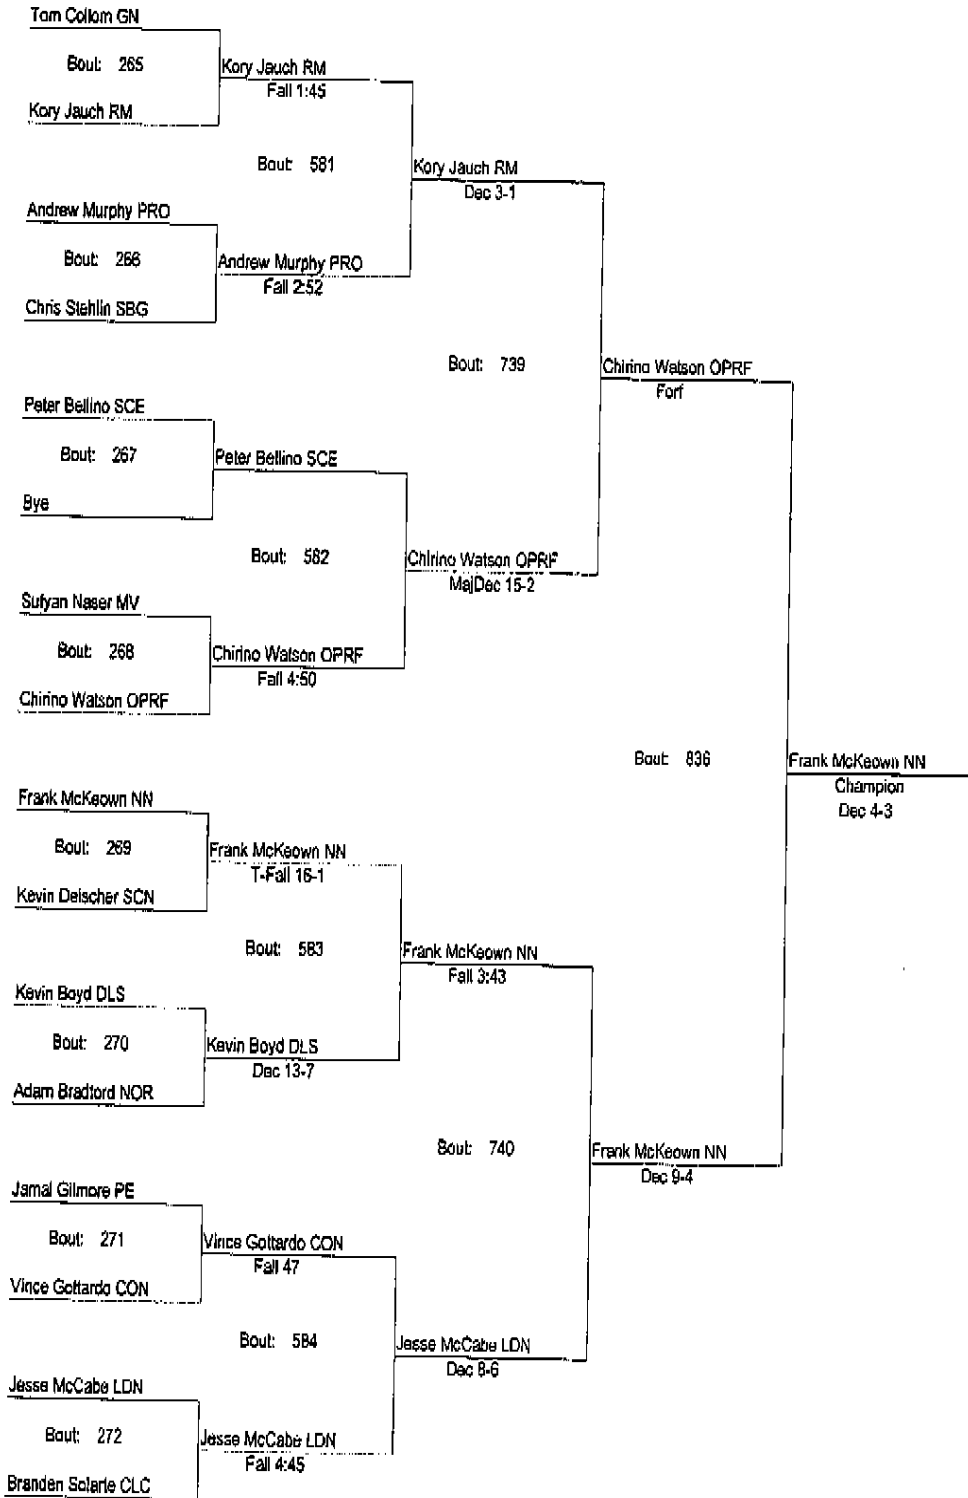 Tom Collom GN
Bout: 265
Kory Jauch RM
Fall 1:45
Kory Jauch RM
Bout: 581
Kory Jauch RM
Dec 3-1
Andrew Murphy PRO
Bout: 266
Andrew Murphy PRO
Fall 2:52
Chris Stehlin SBG
Bout: 739
Chirino Watson OPRF
Forf
Peter Bellino SCE
Bout: 267
Peter Bellino SCE
Bye
Bout: 582
Chirino Watson OPRF
MajDec 15-2
Sufyan Naser MV
Bout: 268
Chirino Watson OPRF
Fall 4:50
Chirino Watson OPRF
Bout: 836
Frank McKeown NN
Champion
Dec 4-3
Frank McKeown NN
Bout: 269
Frank McKeown NN
T-Fall 16-1
Kevin Deischer SCN
Bout: 583
Frank McKeown NN
Fall 3:43
Kevin Boyd DLS
Bout: 270
Kevin Boyd DLS
Dec 13-7
Adam Bradford NOR
Bout: 740
Frank McKeown NN
Dec 9-4
Jamal Gilmore PE
Bout: 271
Vince Gottardo CON
Fall 47
Vince Gottardo CON
Bout: 584
Jesse McCabe LDN
Dec 8-6
Jesse McCabe LDN
Bout: 272
Jesse McCabe LDN
Fall 4:45
Branden Solarie CLC